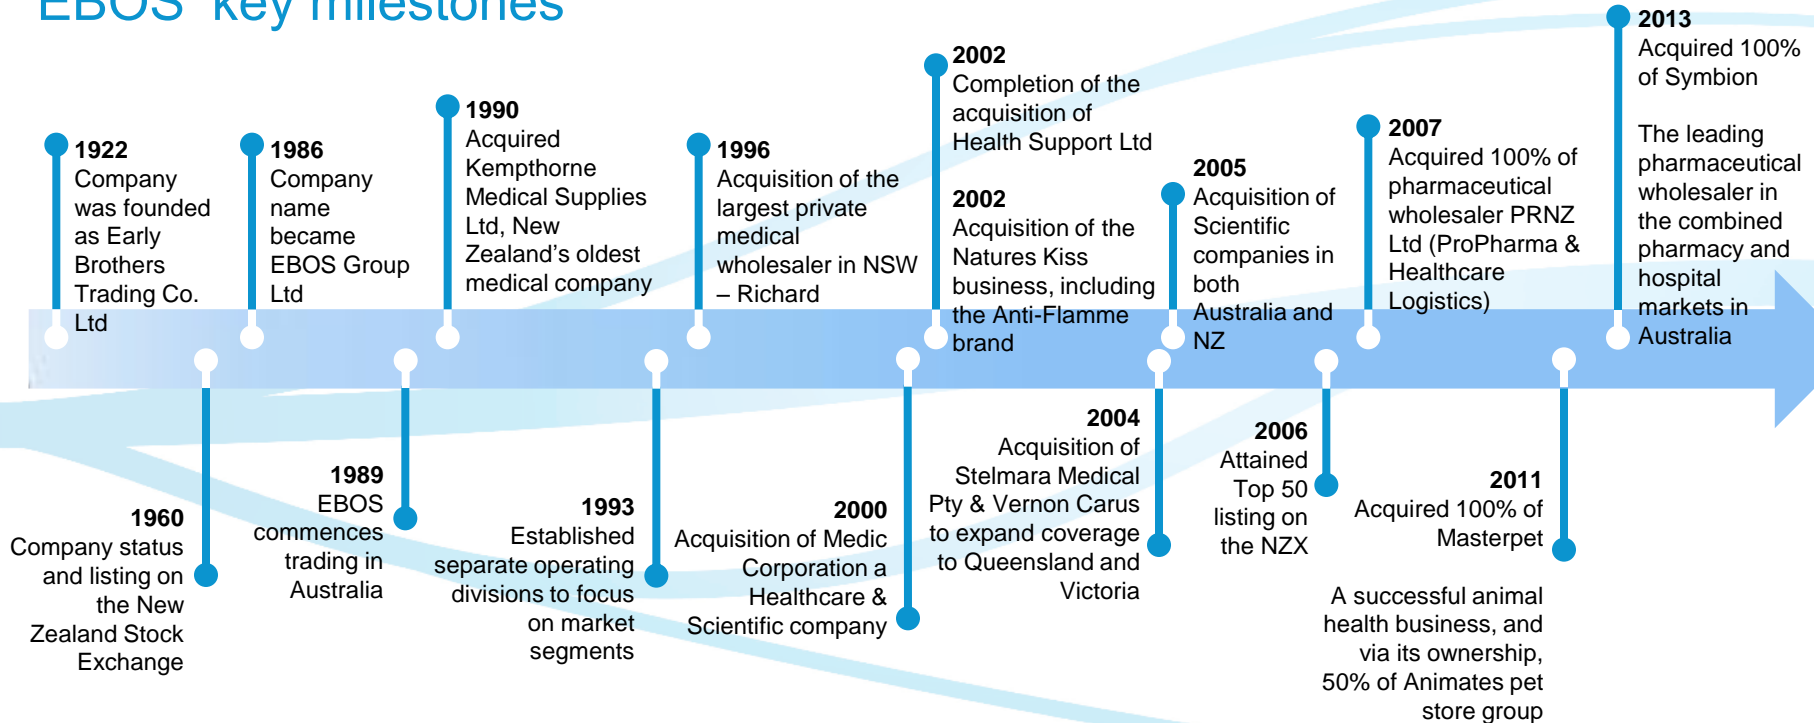 EBOS' key milestones
1922
Company
was founded
as Early
Brothers
Trading Co.
Ltd
1986
Company
name
became
EBOS Group
Ltd
1990
Acquired
Kempthorne
Medical Supplies
Ltd, New
Zealand’s oldest
medical company
1996
Acquisition of the
largest private
medical
wholesaler in NSW
– Richard
2002
Completion of the
acquisition of
Health Support Ltd
2002
Acquisition of the
Natures Kiss
business, including
the Anti-Flamme
brand
2005
Acquisition of
Scientific
companies in
both
Australia and
NZ
2007
Acquired 100% of
pharmaceutical
wholesaler PRNZ
Ltd (ProPharma &
Healthcare
Logistics)
2013
Acquired 100%
of Symbion
The leading
pharmaceutical
wholesaler in
the combined
pharmacy and
hospital
markets in
Australia
1960
Company status
and listing on
the New
Zealand Stock
Exchange
1989
EBOS
commences
trading in
Australia
1993
Established
separate operating
divisions to focus
on market
segments
2000
Acquisition of Medic
Corporation a
Healthcare &
Scientific company
2004
Acquisition of
Stelmara Medical
Pty & Vernon Carus
to expand coverage
to Queensland and
Victoria
2006
Attained
Top 50
listing on
the NZX
2011
Acquired 100% of
Masterpet
A successful animal
health business, and
via its ownership,
50% of Animates pet
store group